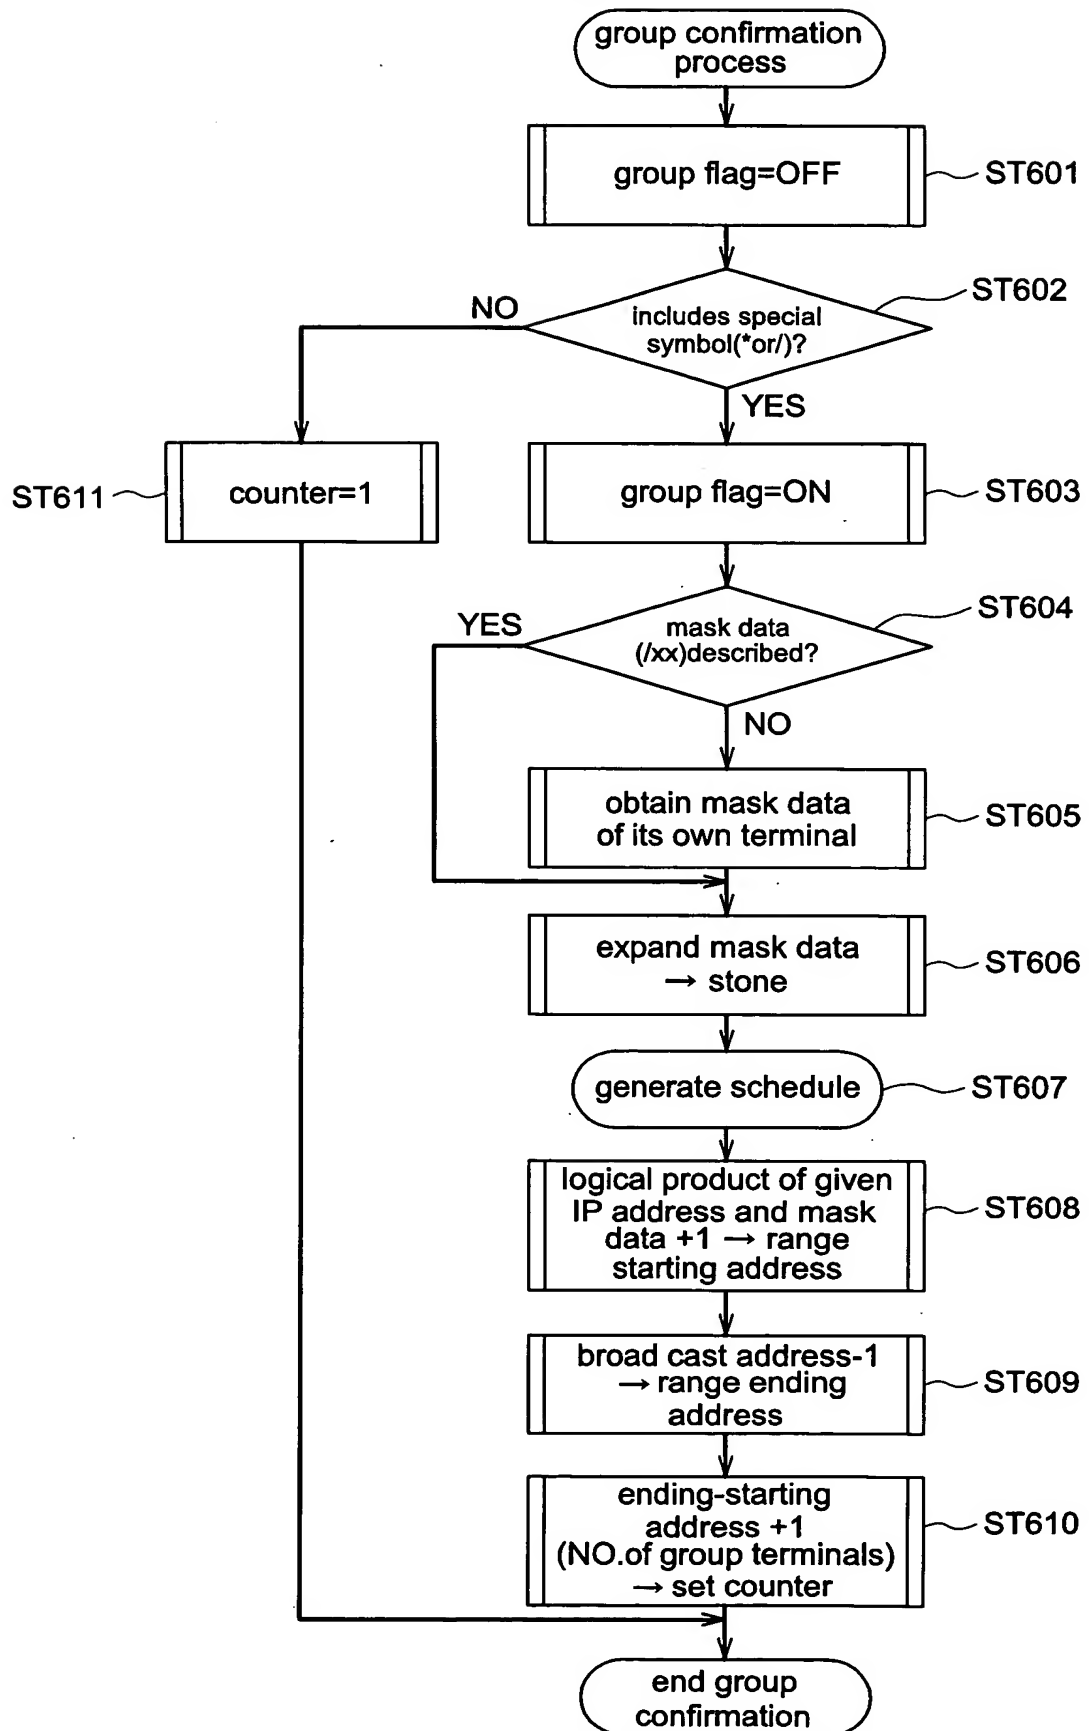 group confirmation
process
group flag=OFF
ST601
includes special
symbol(*or/)?
ST602
NO
YES
ST611
counter=1
group flag=ON
ST603
mask data
(/xx)described?
ST604
YES
NO
obtain mask data
of its own terminal
ST605
expand mask data
→ stone
ST606
generate schedule
ST607
logical product of given
IP address and mask
data +1 → range
starting address
ST608
broad cast address-1
→ range ending
address
ST609
ending-starting
address +1
(NO.of group terminals)
→ set counter
ST610
end group
confirmation